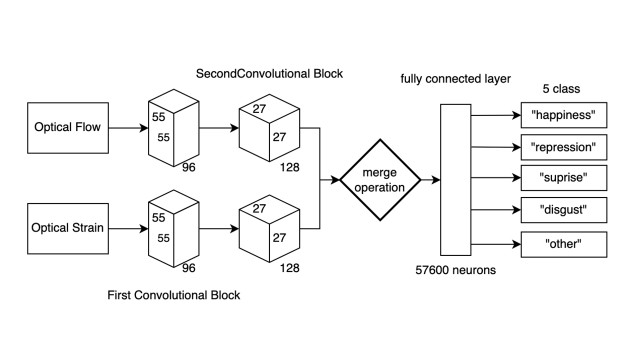 SecondConvolutional Block
fully connected layer
5 class
Optical Flow
55
55
96
27
27
128
Optical Strain
55
55
96
27
27
128
First Convolutional Block
merge
operation
57600 neurons
"happiness"
"repression"
"suprise"
"disgust"
"other"